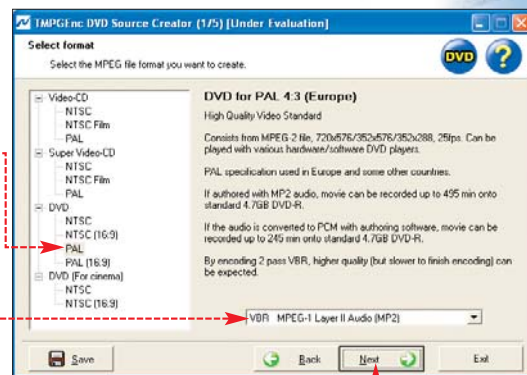 TMPGEnc DVD Source Creator (1/5) [Under Evaluation]
Select format
Select the MPEG file format you want to create.
DVD
Video-CD
NTSC
NTSC Film
PAL
Super Video-CD
NTSC
NTSC Film
PAL
DVD
NTSC
NTSC (16:9)
PAL
PAL (16:9)
DVD (For cinema)
NTSC
NTSC (16:9)
DVD for PAL 4:3 (Europe)
High Quality Video Standard
Consists from MPEG-2 file, 720x576/352x576/352x288, 25fps. Can be
played with various hardware/software DVD players.
PAL specification used in Europe and some other countries.
If authored with MP2 audio, movie can be recorded up to 495 min onto
standard 4.7GB DVD-R.
If the audio is converted to PCM with authoring software, movie can be
recorded up to 245 min onto standard 4.7GB DVD-R.
By encoding 2 pass VBR, higher quality (but slower to finish encoding) can
be expected.
VBR MPEG-1 Layer II Audio (MP2)
Save
Back
Next
Exit